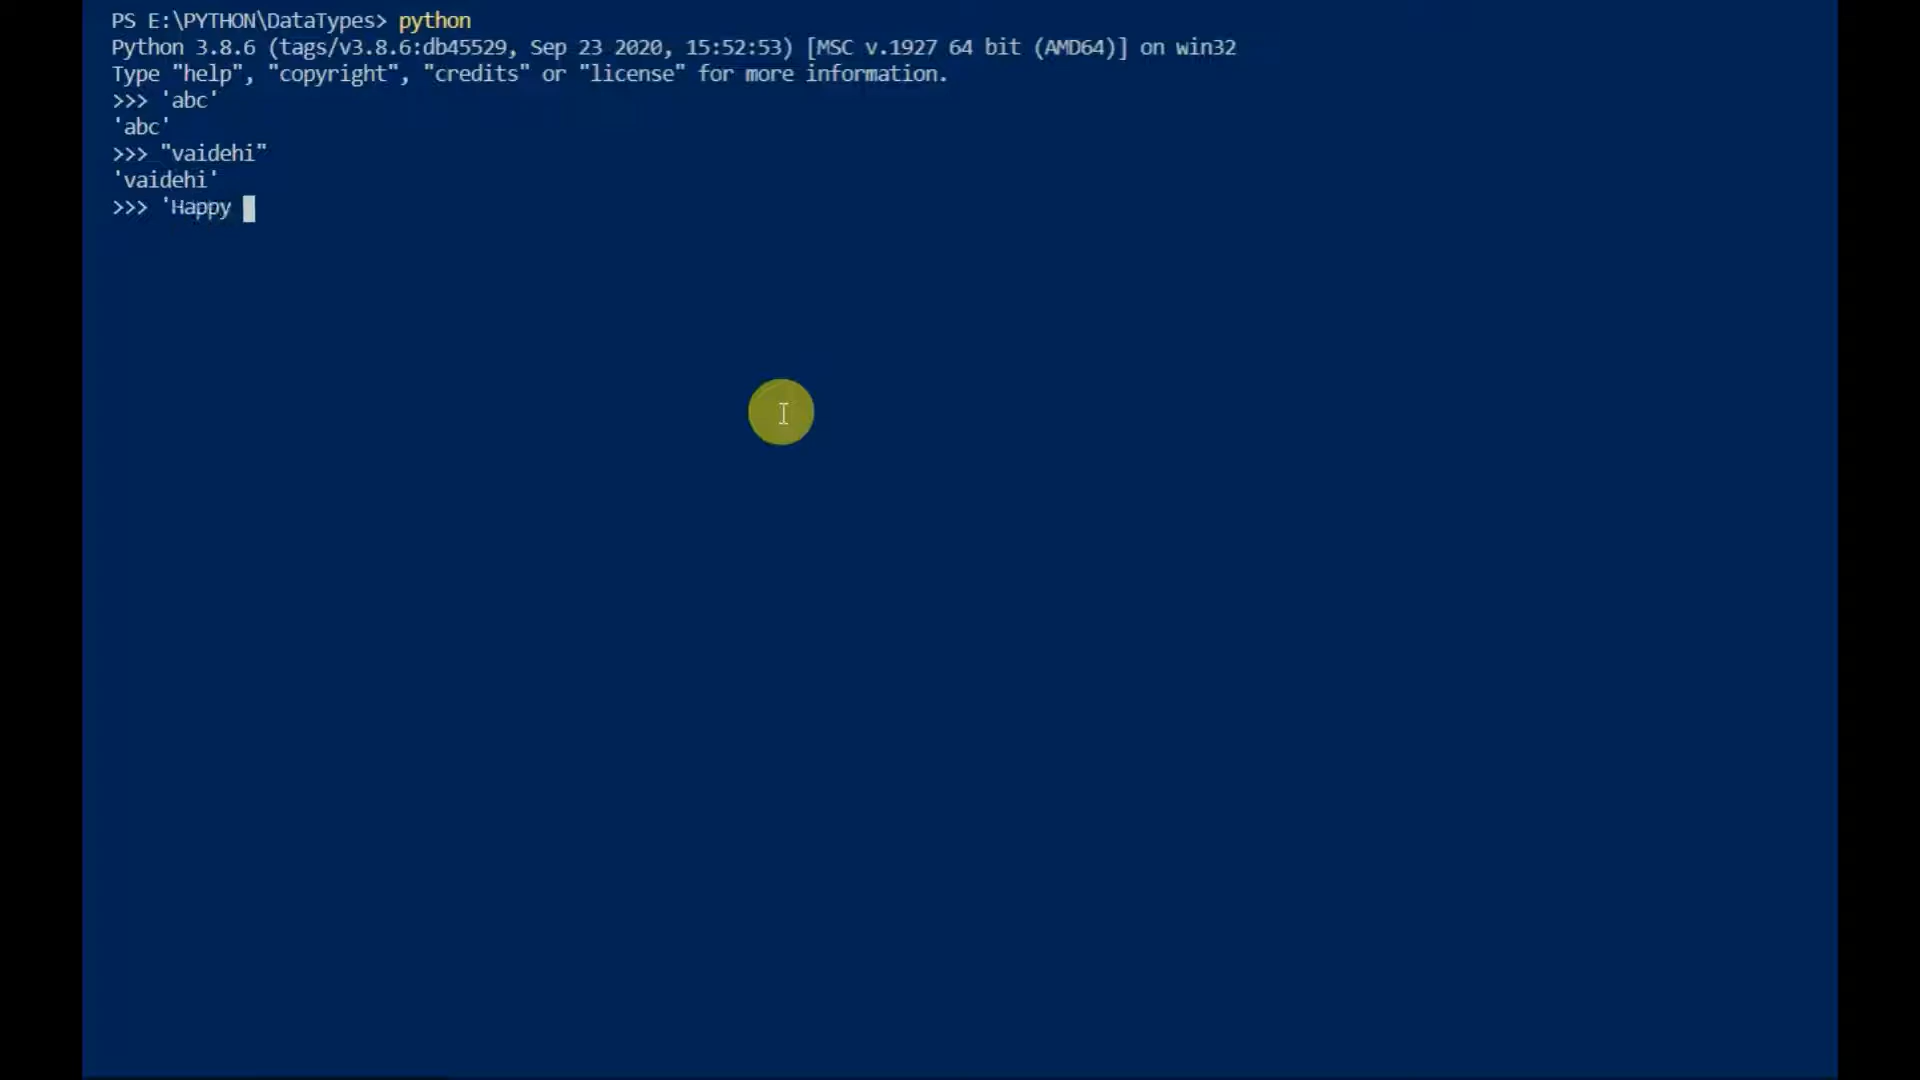 PS E:\PYTHON\DataTypes> python
Python 3.8.6 (tags/v3.8.6:db45529, Sep 23 2020, 15:52:53) [MSC v.1927 64 bit (AMD64)] on win32
Type "help", "copyright", "credits" or "license" for more information.
>>> 'abc'
'abc'
>>> "vaidehi"
'vaidehi'
>>> 'Happy